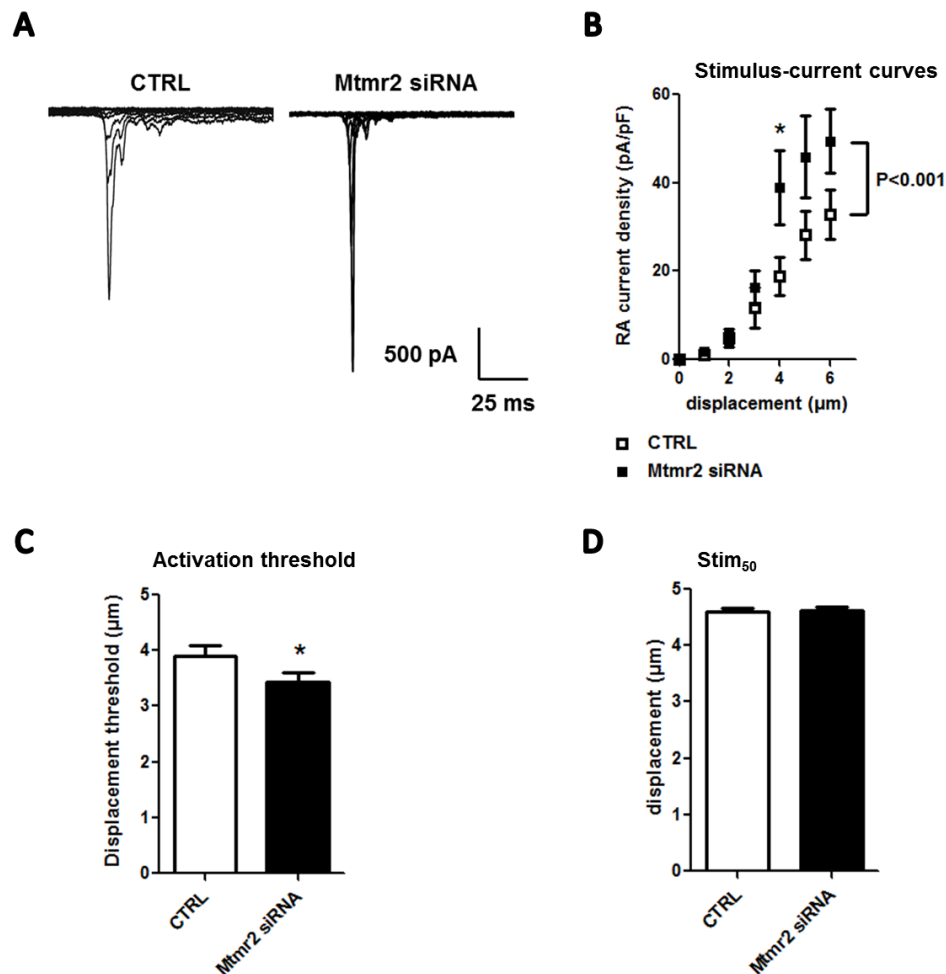 A
CTRL
Mtmr2 siRNA
500 pA
25 ms
B
Stimulus-current curves
RA current density (pA/pF)
60
40
20
0
*
P<0.001
0 2 4 6
displacement (µm)
CTRL
Mtmr2 siRNA
C
Activation threshold
Displacement threshold (µm)
5
4
3
2
1
0
*
CTRL
Mtmr2 siRNA
D
Stim₅₀
displacement (µm)
5
4
3
2
1
0
CTRL
Mtmr2 siRNA